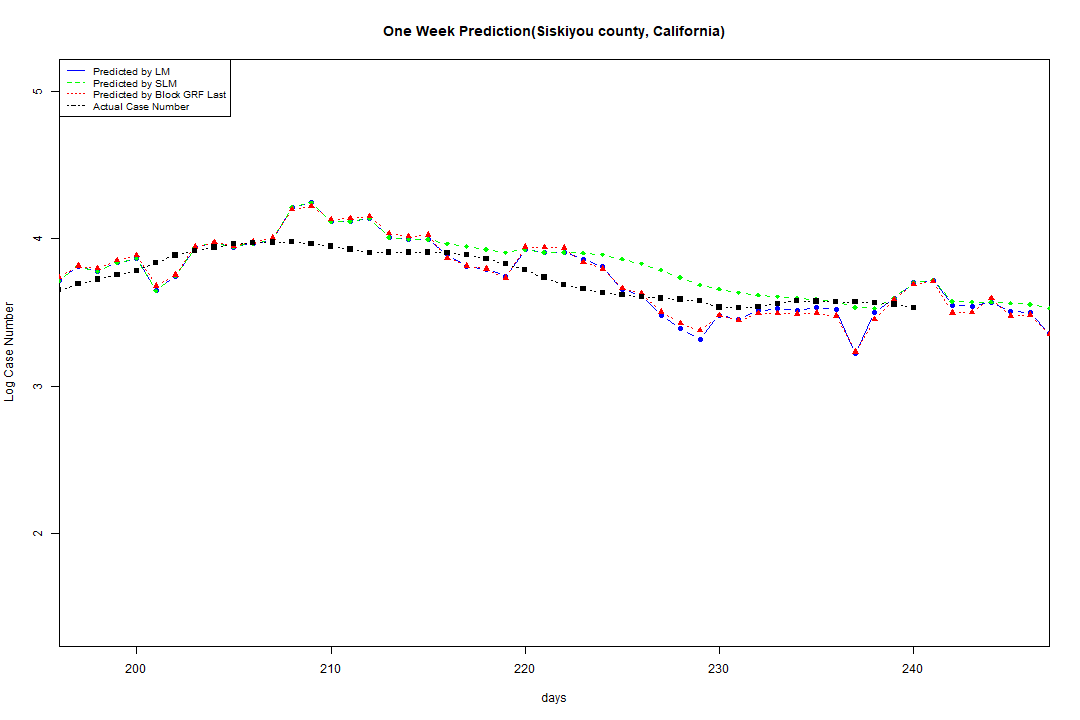 One Week Prediction(Siskiyou county, California)
Predicted by LM
Predicted by SLM
Predicted by Block GRF Last
Actual Case Number
5
4
3
2
Log Case Number
200
210
220
230
240
days